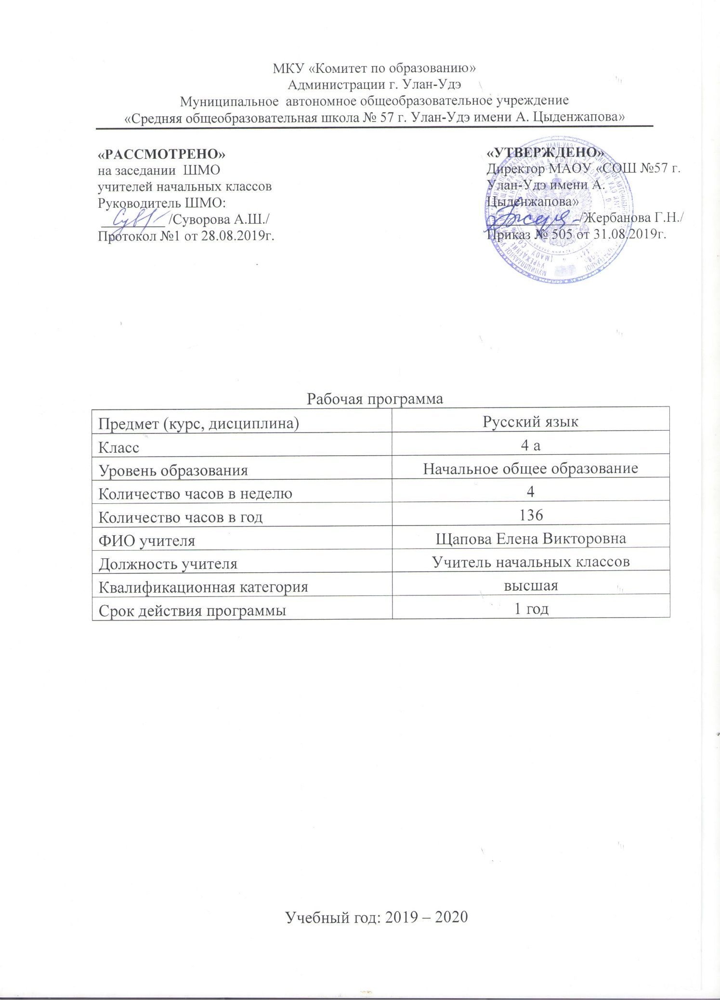 МКУ «Комитет по образованию»
Администрации г. Улан-Удэ
Муниципальное автономное общеобразовательное учреждение
«Средняя общеобразовательная школа № 57 г. Улан-Удэ имени А. Цыденжапова»
«РАССМОТРЕНО»
на заседании ШМО
учителей начальных классов
Руководитель ШМО:
/Суворова А.Ш./
Протокол №1 от 28.08.2019г.
«УТВЕРЖДЕНО»
Директор МАОУ «СОШ №57 г.
Улан-Удэ имени А.
Цыденжапова»
/Жербанова Г.Н./
Приказ № 505 от 31.08.2019г.
Рабочая программа
Предмет (курс, дисциплина) Русский язык
Класс 4 а
Уровень образования Начальное общее образование
Количество часов в неделю 4
Количество часов в год 136
ФИО учителя Щапова Елена Викторовна
Должность учителя Учитель начальных классов
Квалификационная категория высшая
Срок действия программы 1 год
Учебный год: 2019 – 2020